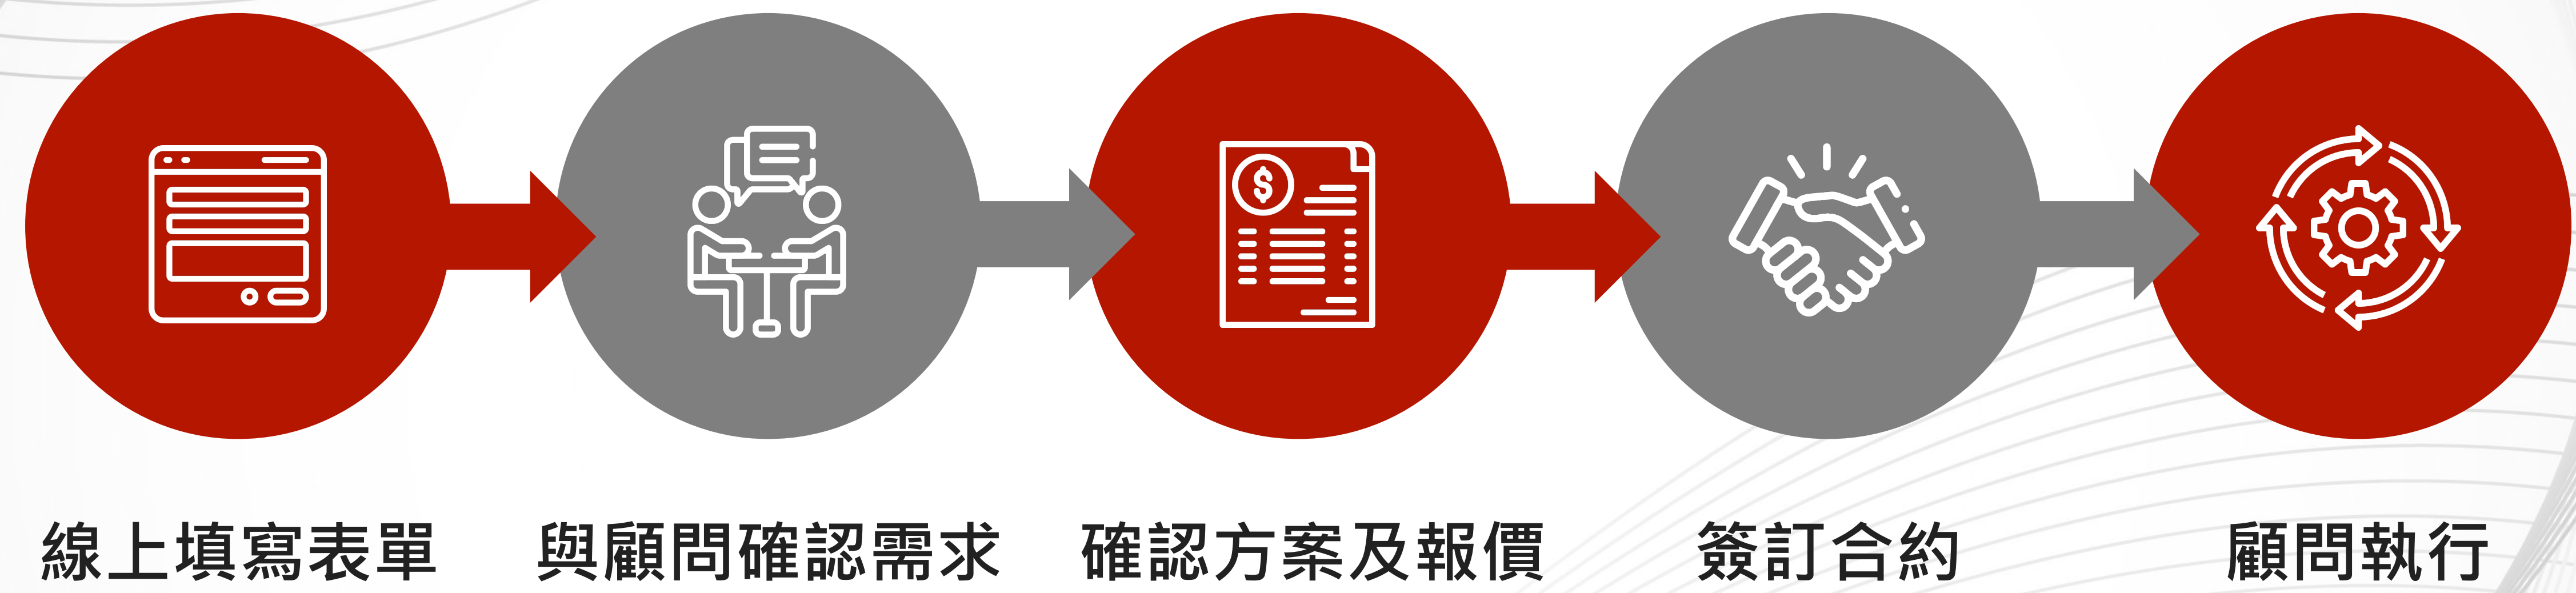 線上填寫表單
與顧問確認需求
確認方案及報價
簽訂合約
顧問執行